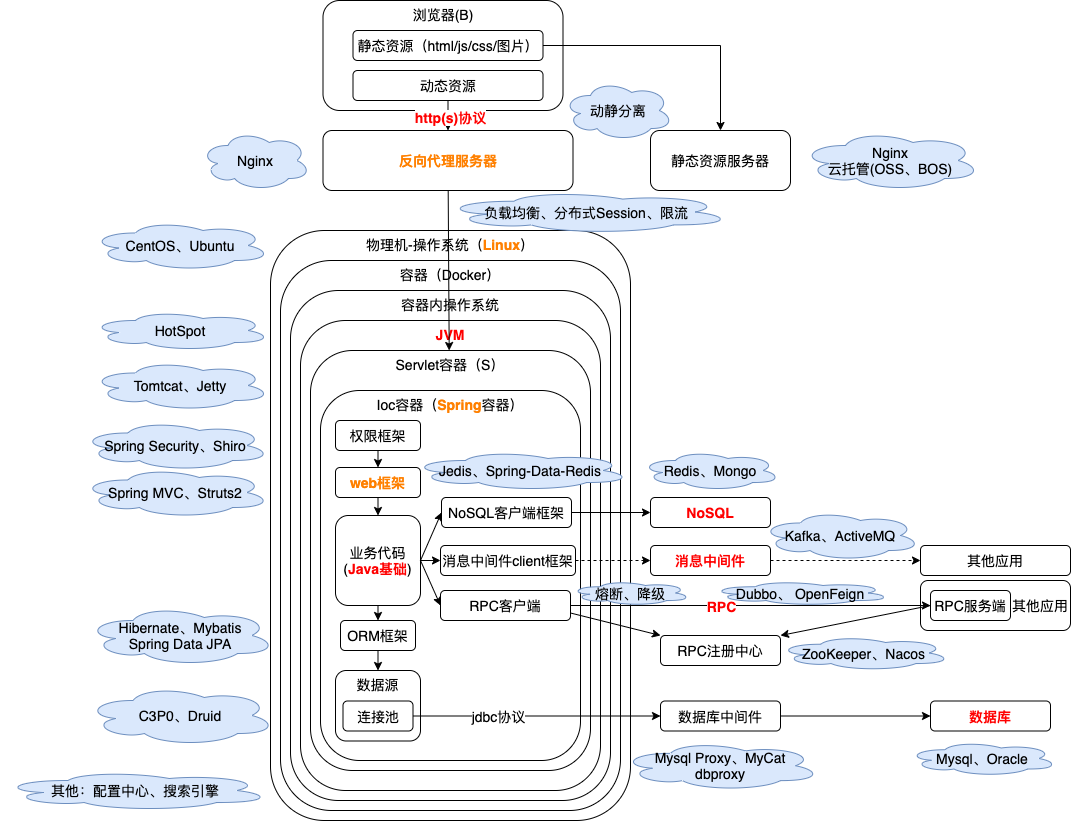 浏览器(B)
静态资源（html/js/css/图片）
动态资源
http(s)协议
动静分离
Nginx
反向代理服务器
静态资源服务器
Nginx
云托管(OSS、BOS)
负载均衡、分布式Session、限流
CentOS、Ubuntu
物理机-操作系统（Linux）
容器（Docker）
容器内操作系统
HotSpot
JVM
Servlet容器（S）
Tomtcat、Jetty
Ioc容器（Spring容器）
权限框架
Spring Security、Shiro
Jedis、Spring-Data-Redis
Redis、Mongo
web框架
Spring MVC、Struts2
NoSQL客户端框架
NoSQL
Kafka、ActiveMQ
业务代码
(Java基础)
消息中间件client框架
消息中间件
其他应用
熔断、降级
Dubbo、 OpenFeign
RPC客户端
RPC
RPC服务端
其他应用
Hibernate、Mybatis
Spring Data JPA
ORM框架
RPC注册中心
ZooKeeper、Nacos
数据源
C3P0、Druid
连接池
jdbc协议
数据库中间件
数据库
Mysql Proxy、MyCat
dbproxy
Mysql、Oracle
其他：配置中心、搜索引擎